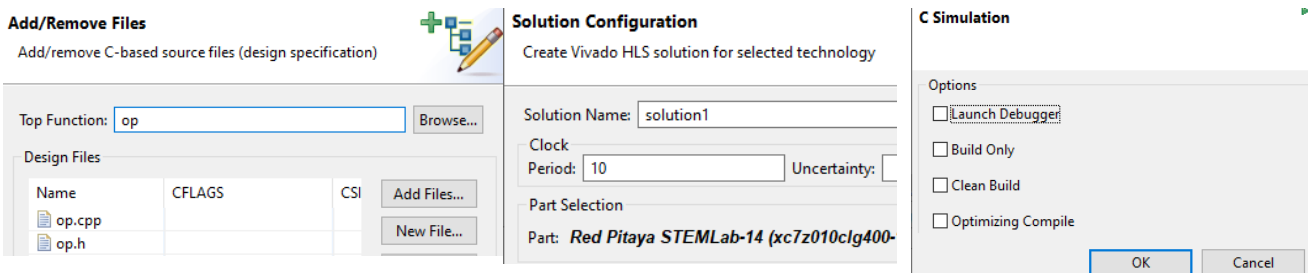 Add/Remove Files
Add/remove C-based source files (design specification)
Top Function: op
Browse...
Design Files
Name CFLAGS CSI
Add Files...
op.cpp
New File...
op.h
Solution Configuration
Create Vivado HLS solution for selected technology
Solution Name: solution1
Clock
Period: 10 Uncertainty:
Part Selection
Part: Red Pitaya STEMLab-14 (xc7z010clg400-
C Simulation
Options
Launch Debugger
Build Only
Clean Build
Optimizing Compile
OK Cancel